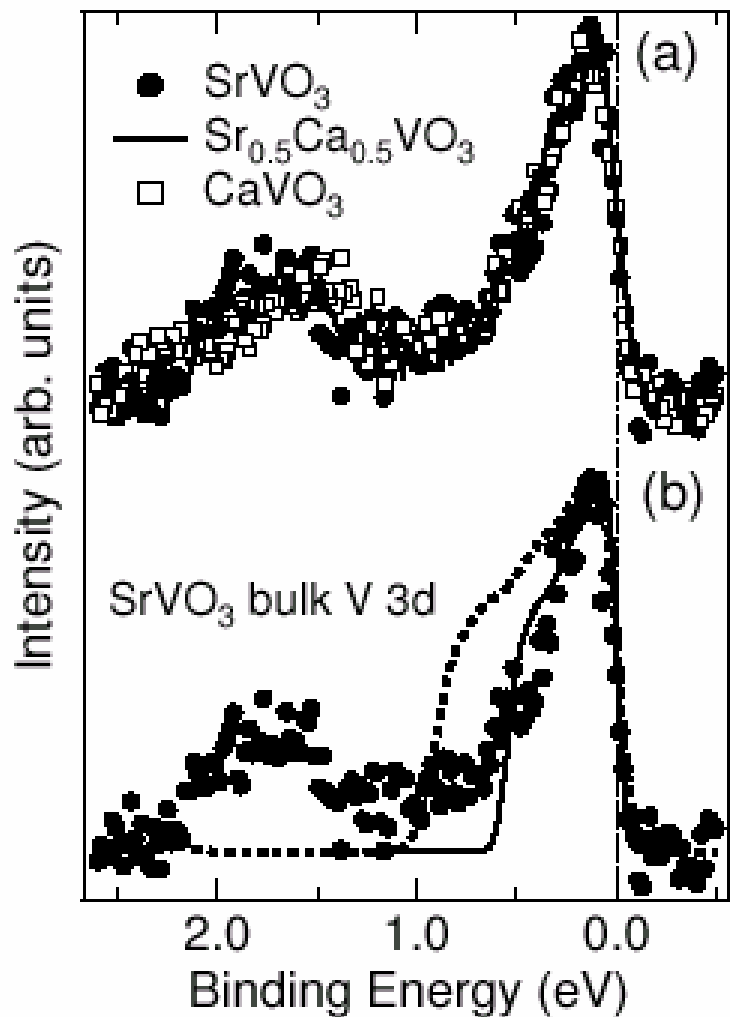 (a)
SrVO₃
Sr₀.₅Ca₀.₅VO₃
CaVO₃
(b)
SrVO₃ bulk V 3d
Intensity (arb. units)
2.0 1.0 0.0
Binding Energy (eV)